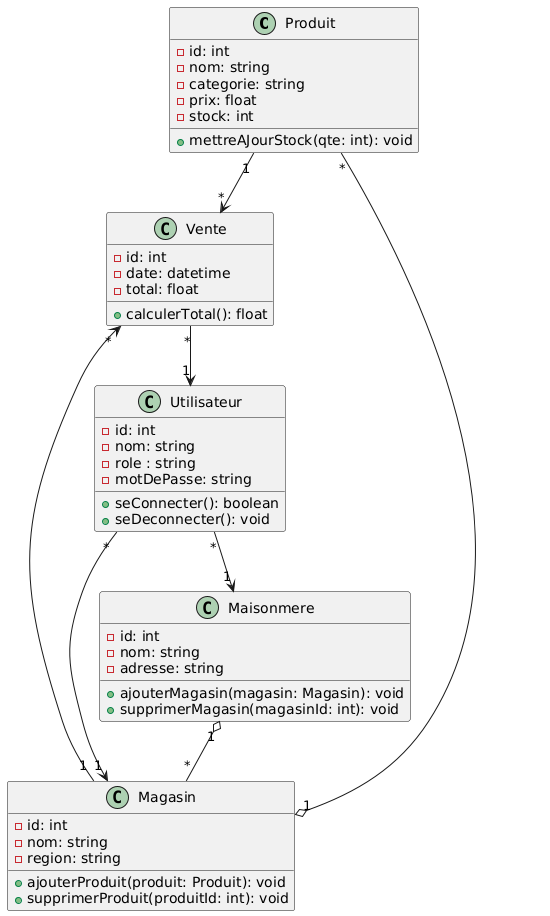 C Produit
id: int
nom: string
categorie: string
prix: float
stock: int
mettreAJourStock(qte: int): void
1
*
*
C Vente
id: int
date: datetime
total: float
calculerTotal(): float
*
*
1
C Utilisateur
id: int
nom: string
role : string
motDePasse: string
seConnecter(): boolean
seDeconnecter(): void
*
*
1
C Maisonmere
id: int
nom: string
adresse: string
ajouterMagasin(magasin: Magasin): void
supprimerMagasin(magasinId: int): void
1
*
1
1
1
C Magasin
id: int
nom: string
region: string
ajouterProduit(produit: Produit): void
supprimerProduit(produitId: int): void